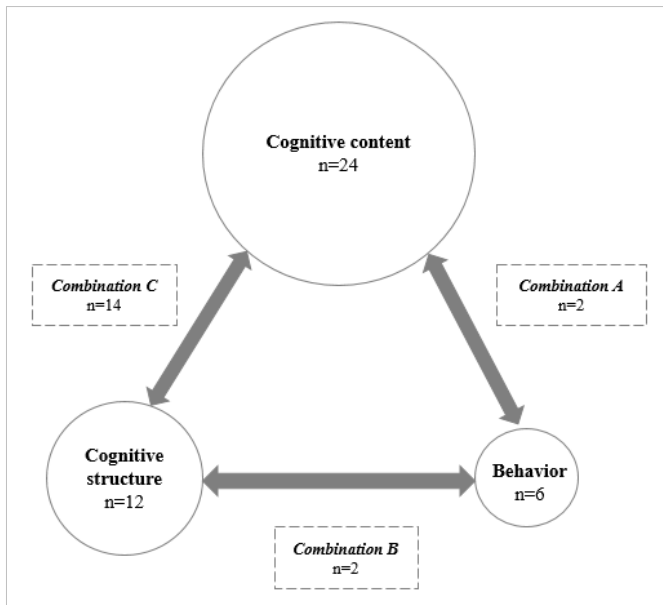 Cognitive content
n=24
Combination C
n=14
Combination A
n=2
Cognitive
structure
n=12
Behavior
n=6
Combination B
n=2